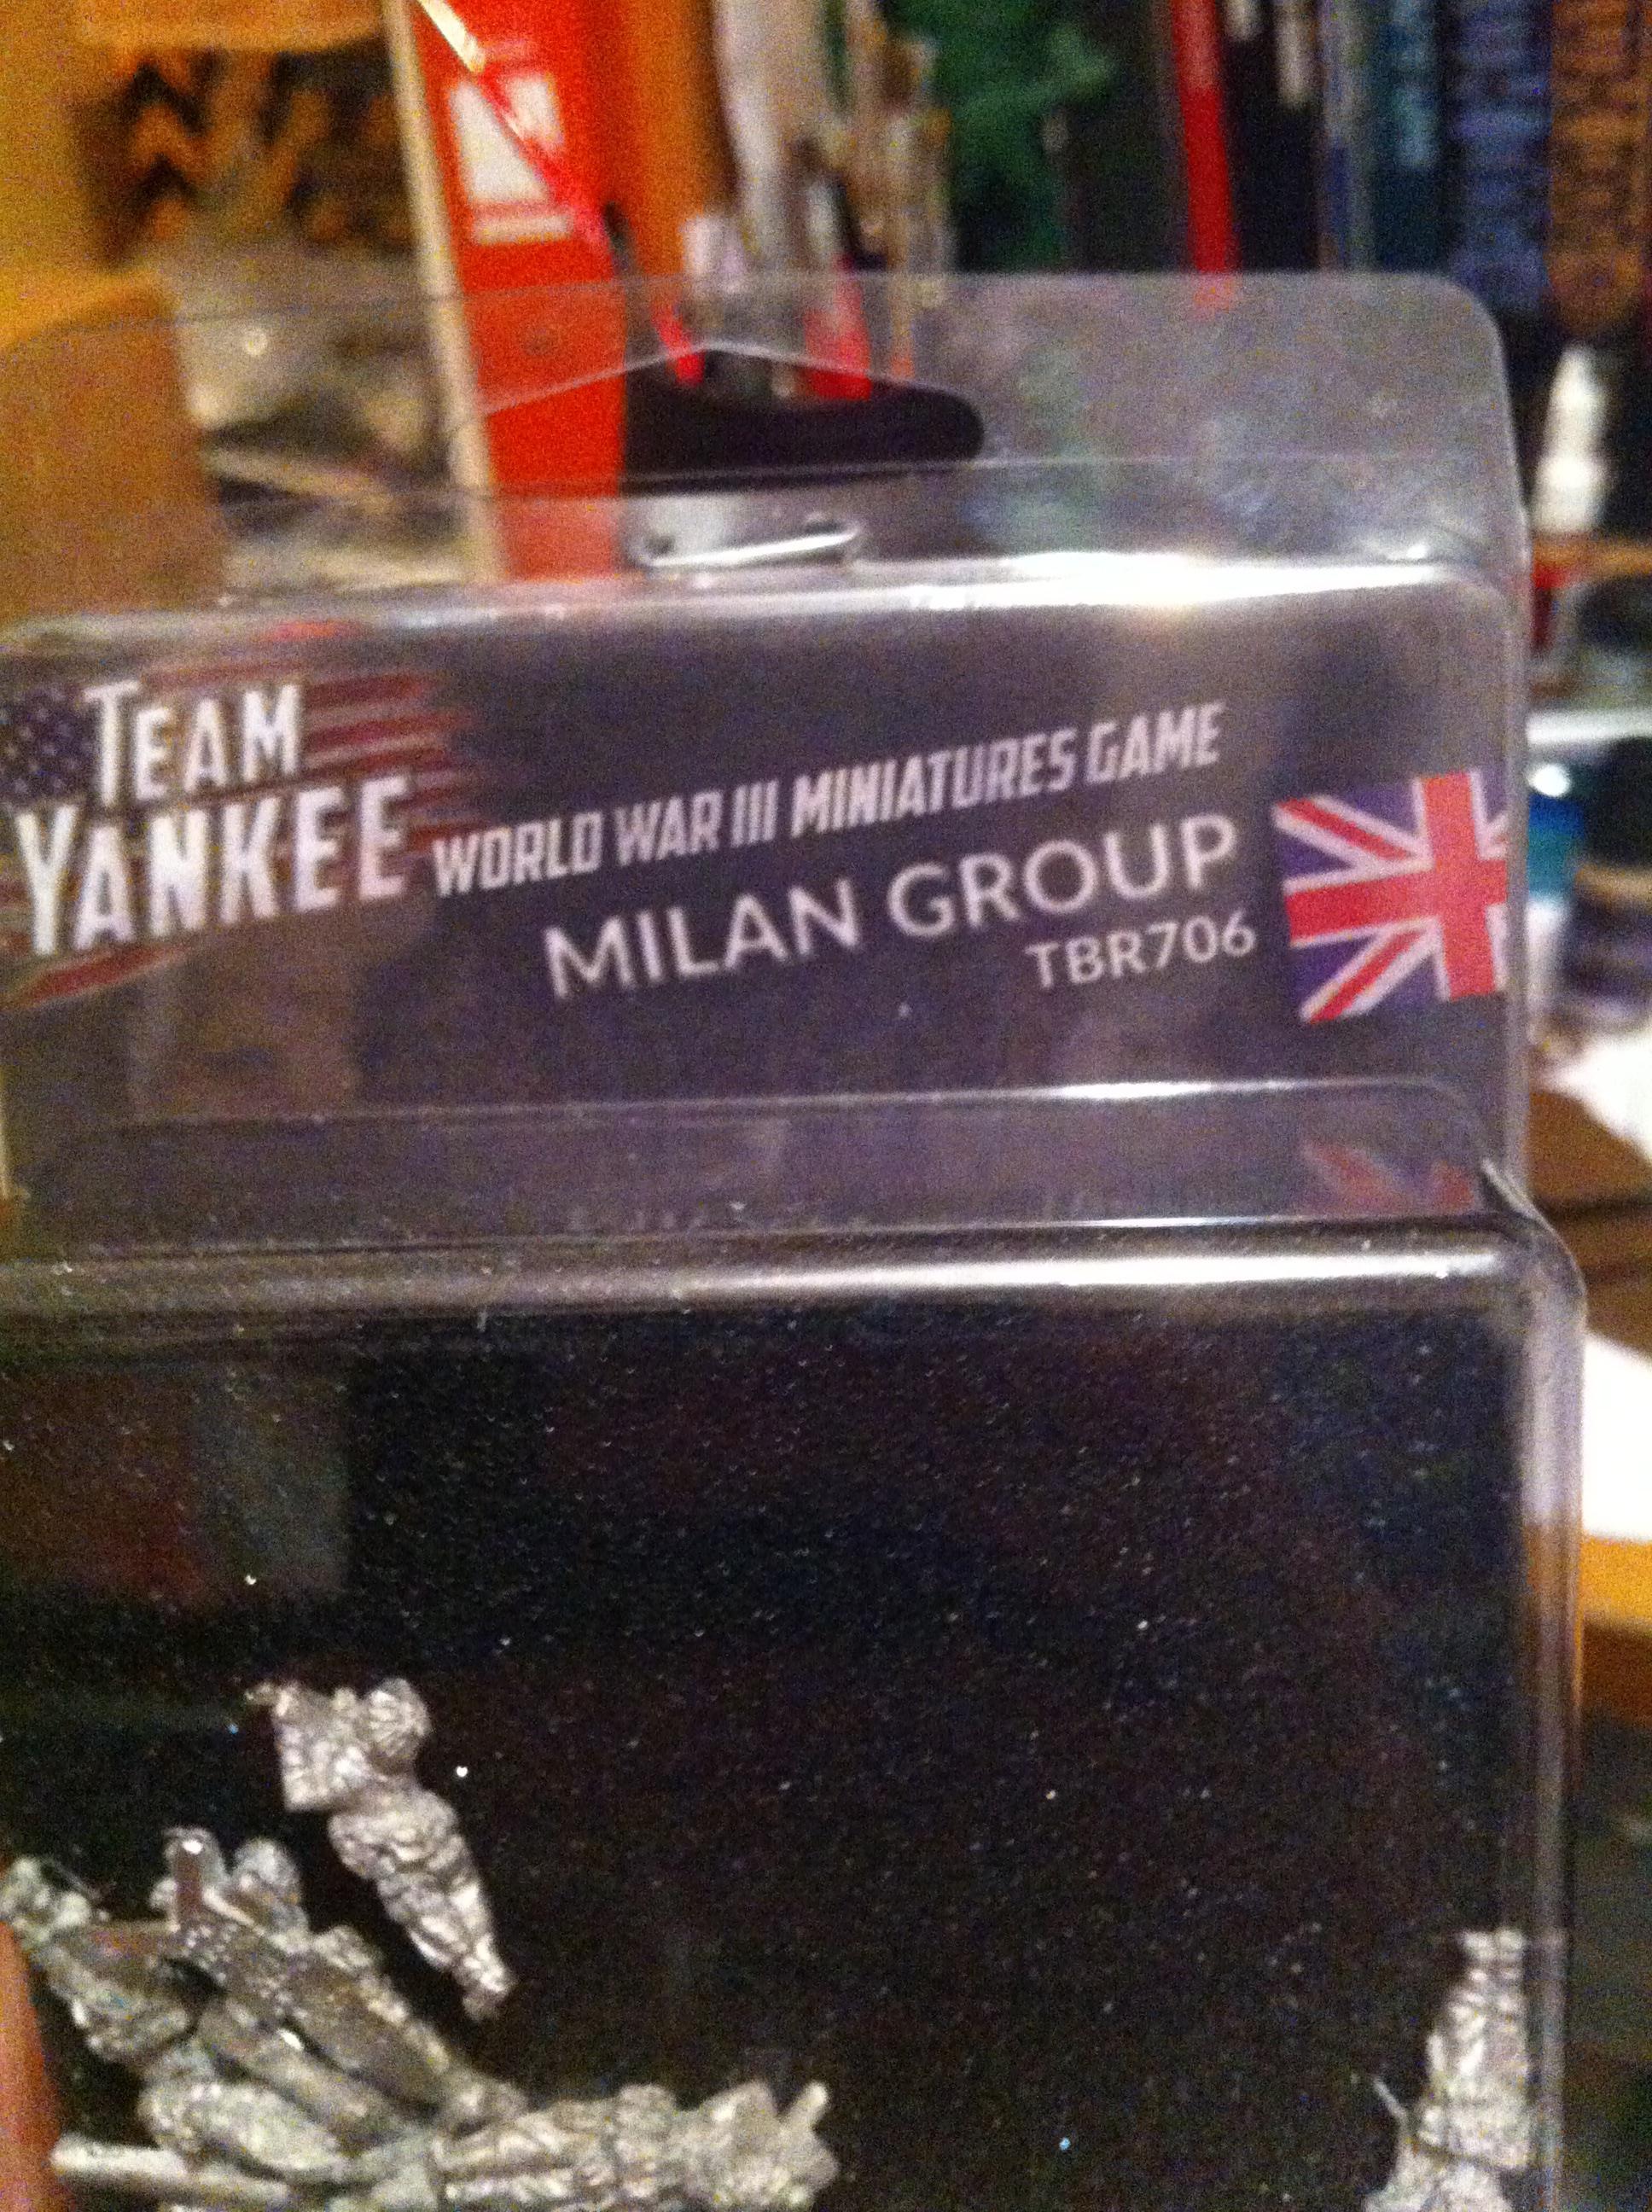 TEAM
YANKEE
WORLD WAR III MINIATURES GAME
MILAN GROUP
TBR706